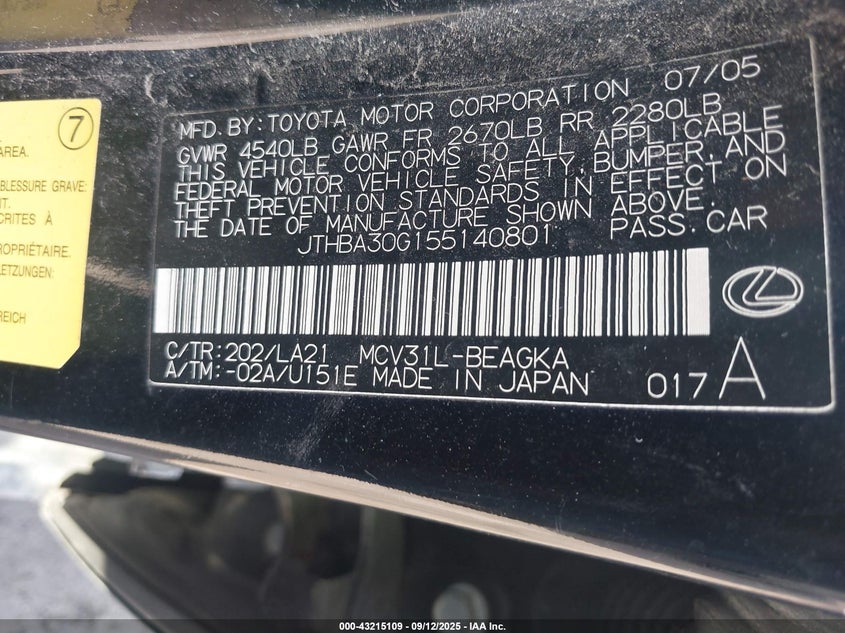 7
AREA.
BLESSURE GRAVE:
NT.
CRITES À
PROPRIÉTAIRE.
LETZUNGEN:
REICH
MFD.BY:TOYOTA MOTOR CORPORATION 07/05
GVWR 4540LB GAWR FR 2670LB RR 2280LB
THIS VEHICLE CONFORMS TO ALL APPLICABLE
FEDERAL MOTOR VEHICLE SAFETY,BUMPER,AND
THEFT PREVENTION STANDARDS IN EFFECT ON
THE DATE OF MANUFACTURE SHOWN ABOVE.
JTHBA30G155140801 PASS.CAR
C/TR:202/LA21 MCV31L-BEAGKA
A/TM:-02A/U151E MADE IN JAPAN 017A
000-43215109 - 09/12/2025 - IAA Inc.